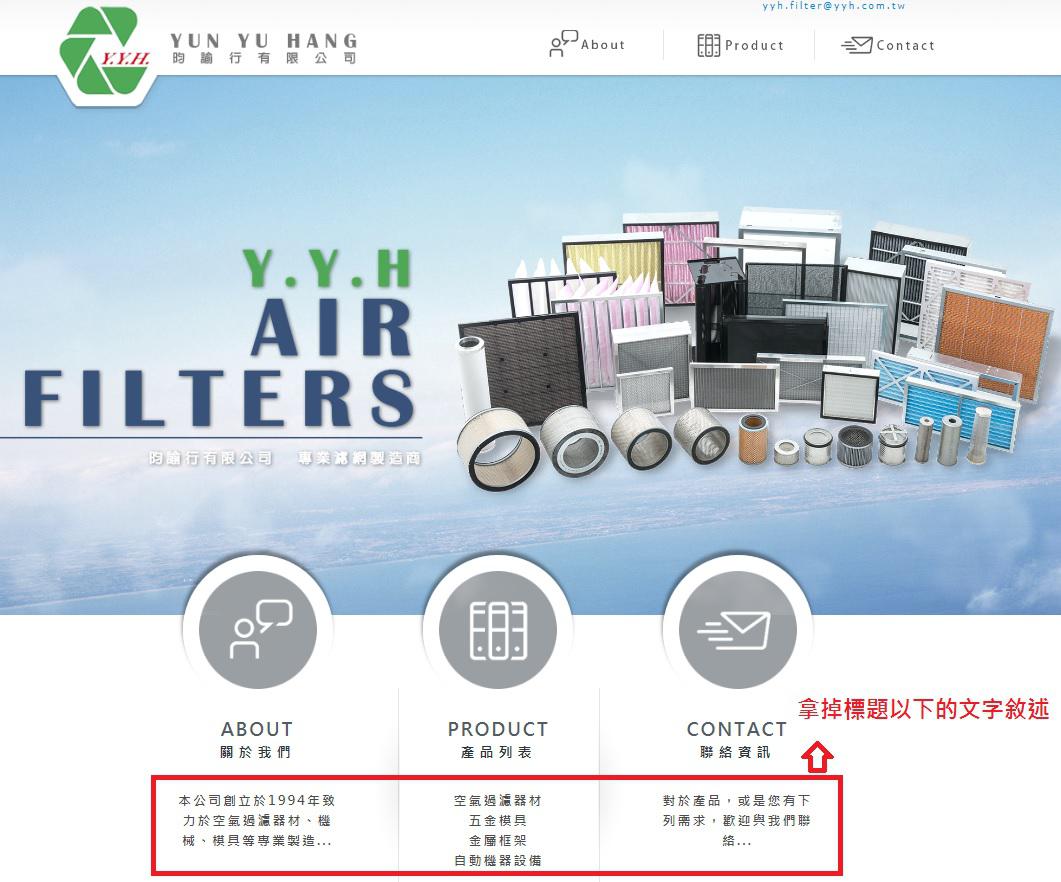 yyh.filter@yyh.com.tw
Y.Y.H.
YUN YU HANG
昀諭行有限公司
About
Product
Contact
Y.Y.H
AIR
FILTERS
昀諭行有限公司 專業濾網製造商
ABOUT
關於我們
本公司創立於1994年致
力於空氣過濾器材、機
械、模具等專業製造...
PRODUCT
產品列表
空氣過濾器材
五金模具
金屬框架
自動機器設備
CONTACT
聯絡資訊
對於產品，或是您有下
列需求，歡迎與我們聯
絡...
拿掉標題以下的文字敘述